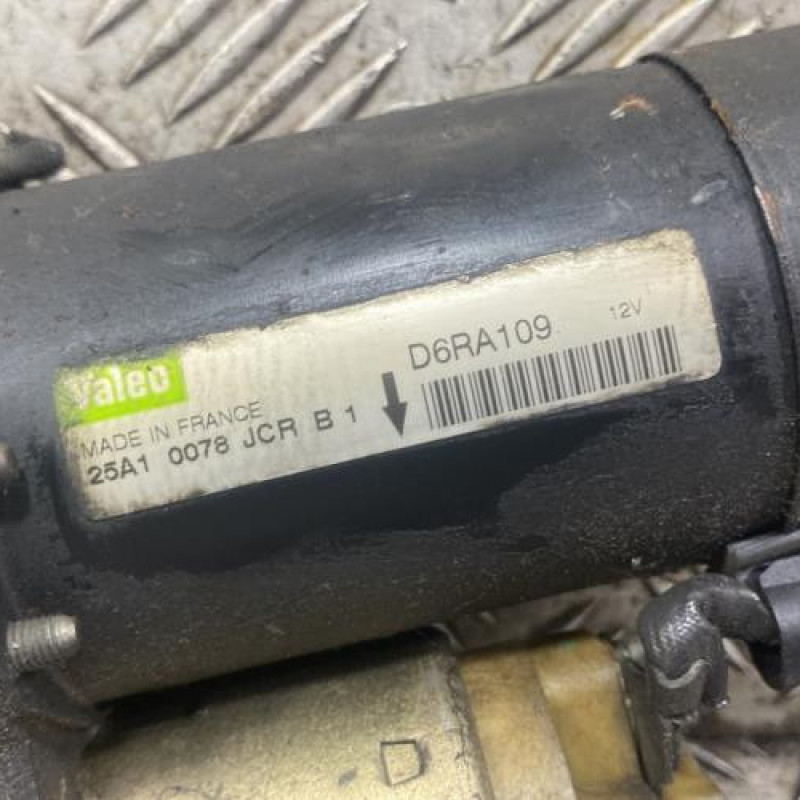 Valeo
D6RA109
12V
MADE IN FRANCE
25A1 0078 JCR B 1
D